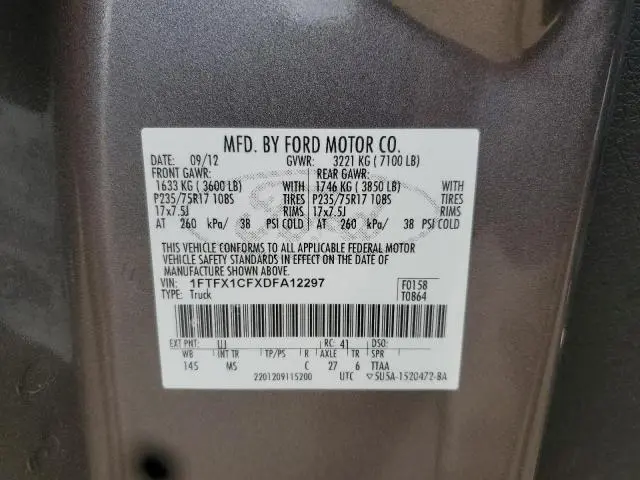 MFD. BY FORD MOTOR CO.
DATE: 09/12 GVWR: 3221 KG ( 7100 LB)
FRONT GAWR: REAR GAWR:
1633 KG ( 3600 LB) WITH 1746 KG ( 3850 LB) WITH
P235/75R17 108S TIRES P235/75R17 108S TIRES
17x7.5J RIMS 17x7.5J RIMS
AT 260 kPa/ 38 PSI COLD AT 260 kPa/ 38 PSI COLD
THIS VEHICLE CONFORMS TO ALL APPLICABLE FEDERAL MOTOR
VEHICLE SAFETY STANDARDS IN EFFECT ON THE DATE OF
MANUFACTURE SHOWN ABOVE.
VIN: 1FTFX1CFXDFA12297 F0158
TYPE: Truck T0864
EXT PNT: UJ RC: 41 DSO:
WB INT TR TP/PS R AXLE TR SPR
145 MS C 27 6 TTAA
2201209115200 UTC ▽5U5A-1520472-BA